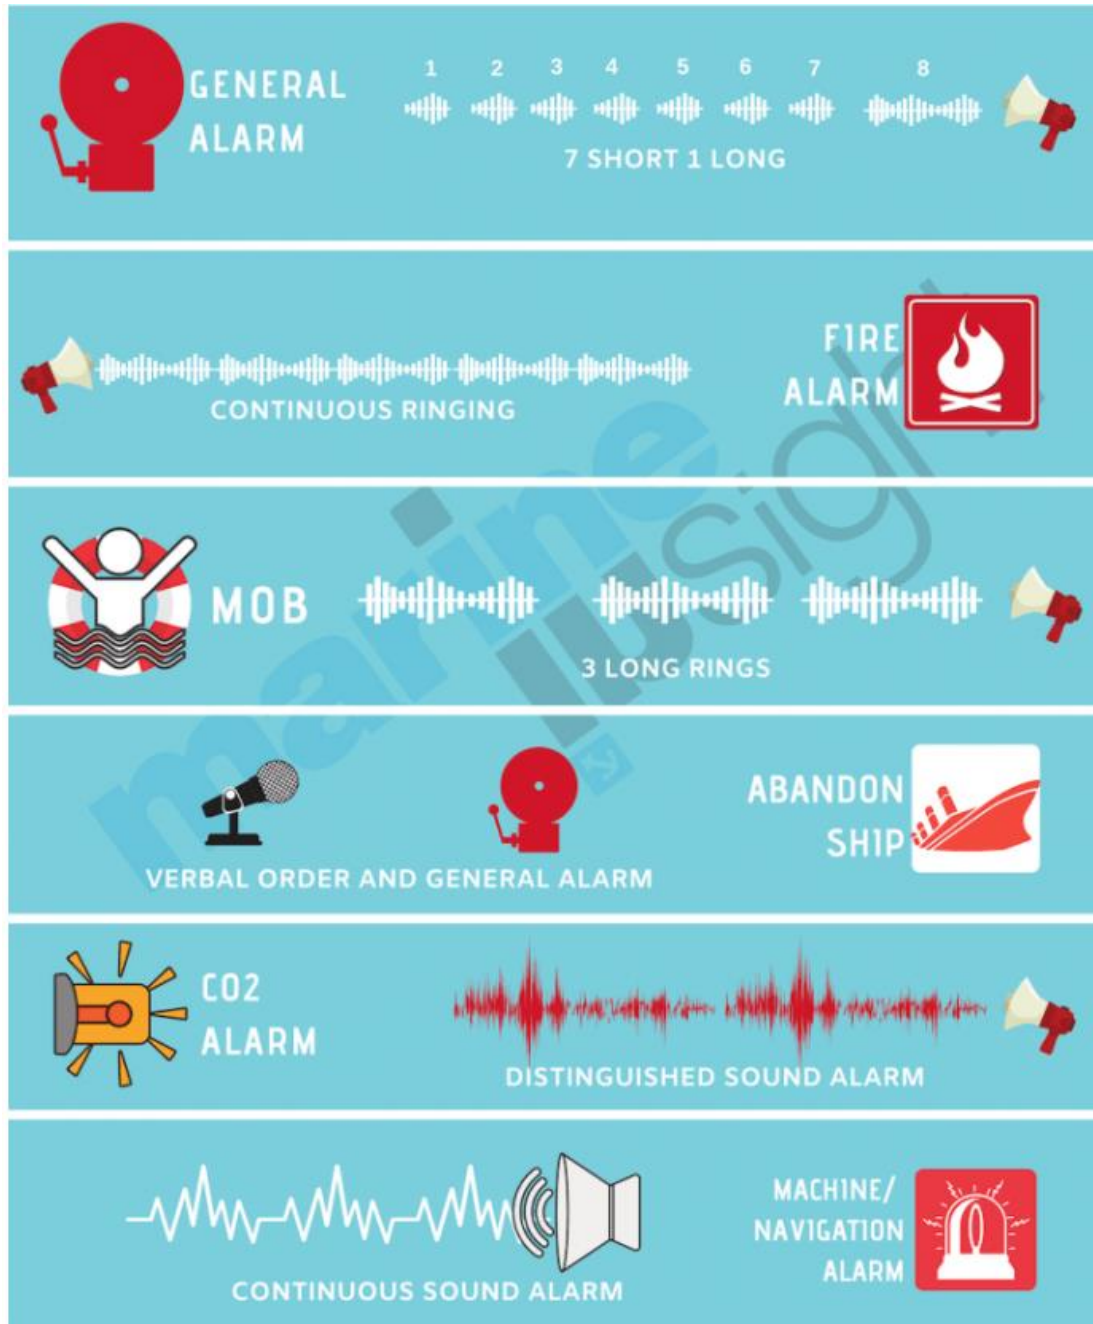 GENERAL
ALARM
1 2 3 4 5 6 7 8
7 SHORT 1 LONG
CONTINUOUS RINGING
FIRE
ALARM
MOB
3 LONG RINGS
VERBAL ORDER AND GENERAL ALARM
ABANDON
SHIP
CO2
ALARM
DISTINGUISHED SOUND ALARM
CONTINUOUS SOUND ALARM
MACHINE/
NAVIGATION
ALARM
marine
insight